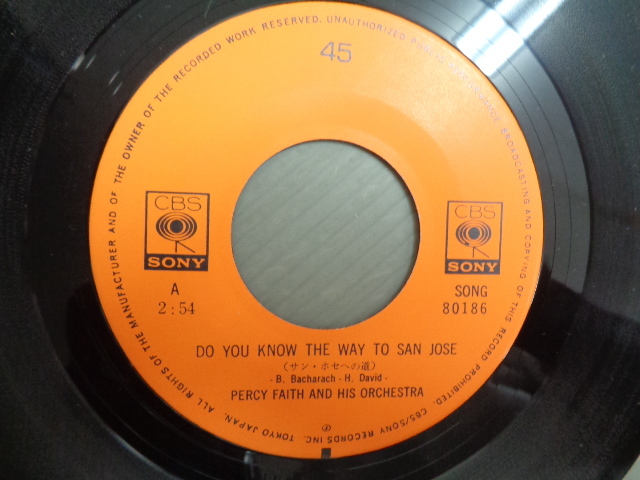 ALL RIGHTS OF THE MANUFACTURER AND OF THE OWNER OF THE RECORDED WORK RESERVED. UNAUTHORIZED PUBLIC PERFORMANCE BROADCASTING AND COPYING OF THIS RECORD PROHIBITED. CBS/SONY RECORDS INC. TOKYO JAPAN.
45
CBS
SONY
CBS
SONY
A
2:54
SONG
80186
DO YOU KNOW THE WAY TO SAN JOSE
(サン・ホセへの道)
- B. Bacharach - H. David -
PERCY FAITH AND HIS ORCHESTRA
℗